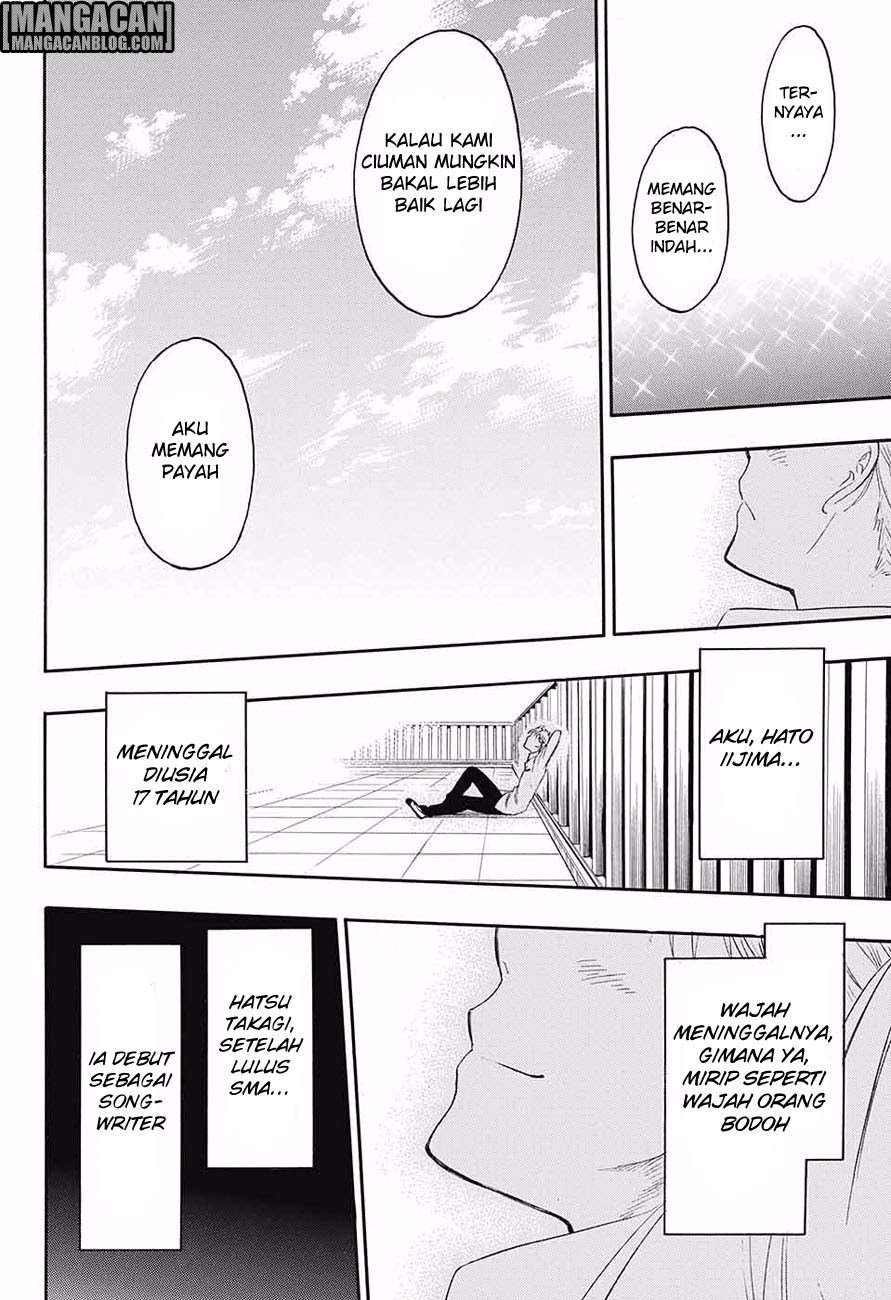 MANGACAN
MANGACANBLOG.COM
TER-
NYAYA
...
MEMANG
BENAR-
BENAR
INDAH...
KALAU KAMI
CIUMAN MUNGKIN
BAKAL LEBIH
BAIK LAGI
AKU
MEMANG
PAYAH
AKU, HATO
IIJIMA...
MENINGGAL
DIUSIA
17 TAHUN
WAJAH
MENINGGALNYA,
GIMANA YA,
MIRIP SEPERTI
WAJAH ORANG
BODOH
HATSU
TAKAGI,
SETELAH
LULUS
SMA...
IA DEBUT
SEBAGAI
SONG-
WRITER